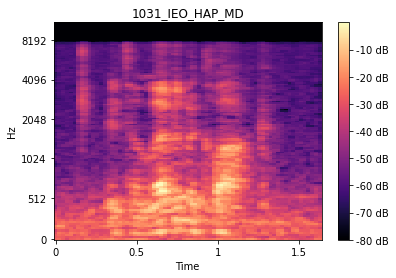 1031_IEO_HAP_MD
8192
4096
2048
1024
512
0
Hz
0
0.5
1
1.5
Time
-10 dB
-20 dB
-30 dB
-40 dB
-50 dB
-60 dB
-70 dB
-80 dB